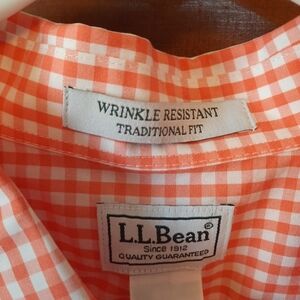 WRINKLE RESISTANT
TRADITIONAL FIT
L.L.Bean®
Since 1912
QUALITY GUARANTEED